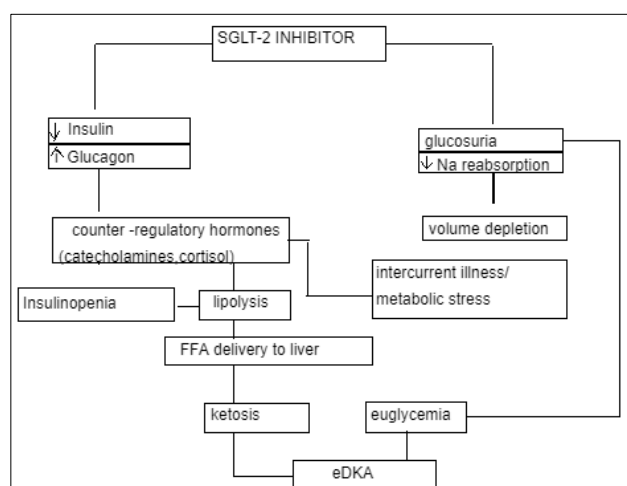 SGLT-2 INHIBITOR
↓ Insulin
↑ Glucagon
glucosuria
↓ Na reabsorption
counter -regulatory hormones
(catecholamines,cortisol)
volume depletion
intercurrent illness/
metabolic stress
Insulinopenia
lipolysis
FFA delivery to liver
ketosis
euglycemia
eDKA